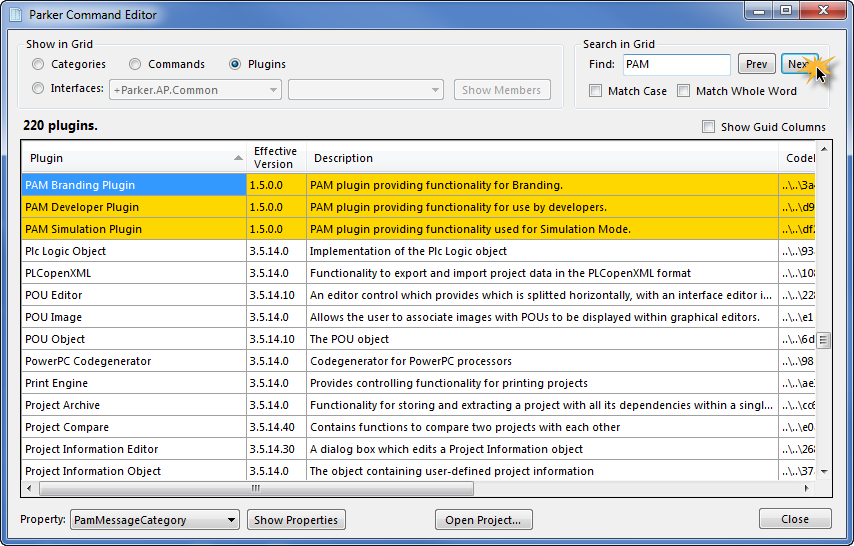 Parker Command Editor
Show in Grid
Categories Commands Plugins
Interfaces: +Parker.AP.Common Show Members
Search in Grid
Find: PAM Prev Next
Match Case Match Whole Word
220 plugins. Show Guid Columns
Plugin Effective Version Description CodeI
PAM Branding Plugin 1.5.0.0 PAM plugin providing functionality for Branding. ..\..\3a
PAM Developer Plugin 1.5.0.0 PAM plugin providing functionality for use by developers. ..\..\d9
PAM Simulation Plugin 1.5.0.0 PAM plugin providing functionality used for Simulation Mode. ..\..\df
Plc Logic Object 3.5.14.0 Implementation of the Plc Logic object ..\..\93
PLCopenXML 3.5.14.0 Functionality to export and import project data in the PLCopenXML format ..\..\108
POU Editor 3.5.14.10 An editor control which provides which is splitted horizontally, with an interface editor i... ..\..\228
POU Image 3.5.14.0 Allows the user to associate images with POUs to be displayed within graphical editors. ..\..\e1
POU Object 3.5.14.10 The POU object ..\..\6d
PowerPC Codegenerator 3.5.14.0 Codegenerator for PowerPC processors ..\..\98
Print Engine 3.5.14.0 Provides controlling functionality for printing projects ..\..\ae
Project Archive 3.5.14.0 Functionality for storing and extracting a project with all its dependencies within a singl... ..\..\cc6
Project Compare 3.5.14.40 Contains functions to compare two projects with each other ..\..\e0
Project Information Editor 3.5.14.30 A dialog box which edits a Project Information object ..\..\268
Project Information Object 3.5.14.0 The object containing user-defined project information ..\..\37
Property: PamMessageCategory Show Properties Open Project... Close